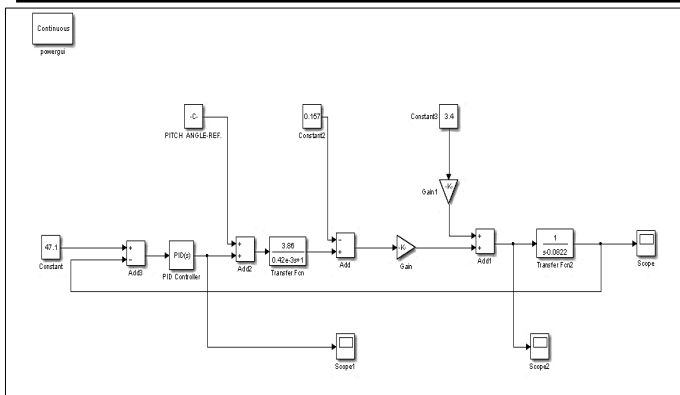 Continuous
powergui
-C-
PITCH ANGLE-REF.
0.157
Constant2
Constant3
3.4
-K-
Gain1
47.1
Constant
+
−
Add3
PID(s)
PID Controller
+
+
Add2
3.86
0.42e-3s+1
Transfer Fcn
−
+
Add
-K-
Gain
+
+
Add1
1
s-0.0822
Transfer Fcn2
Scope
Scope1
Scope2